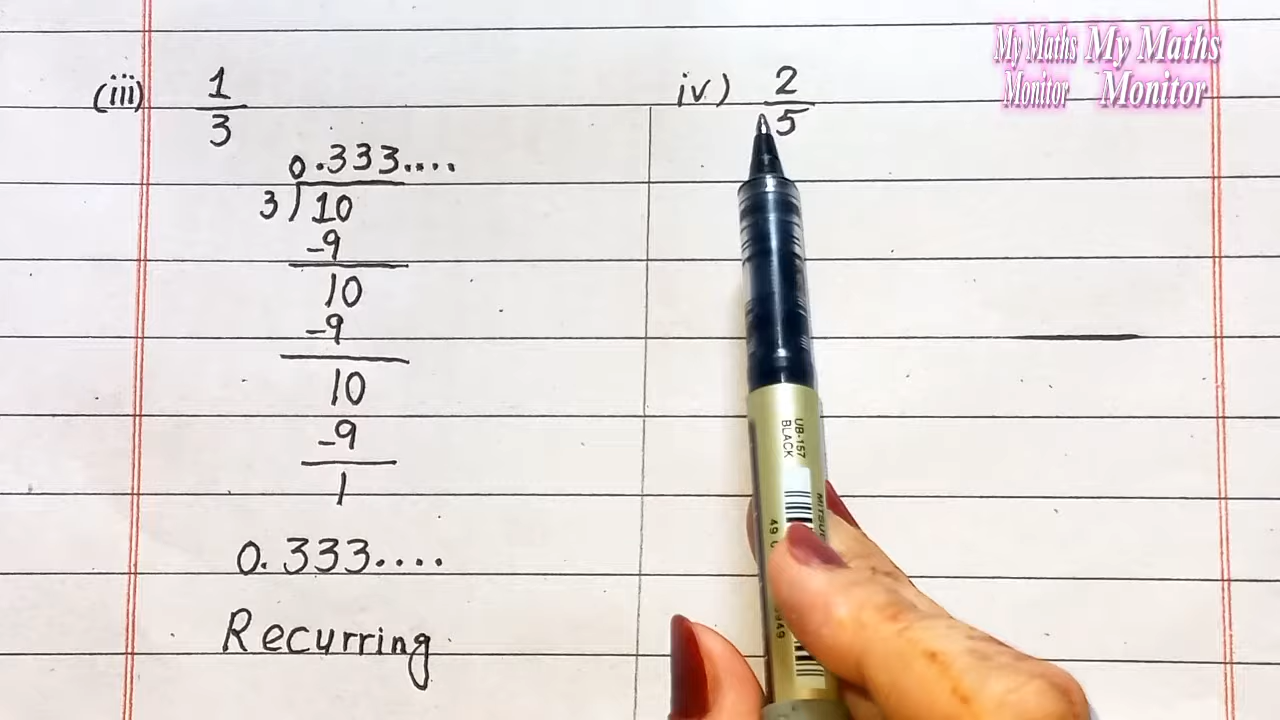 (iii) 1/3
0.333....
3)10
-9
10
-9
10
-9
1
0.333....
Recurring
iv) 2/5
My Maths Monitor
My Maths Monitor
UB-157
BLACK